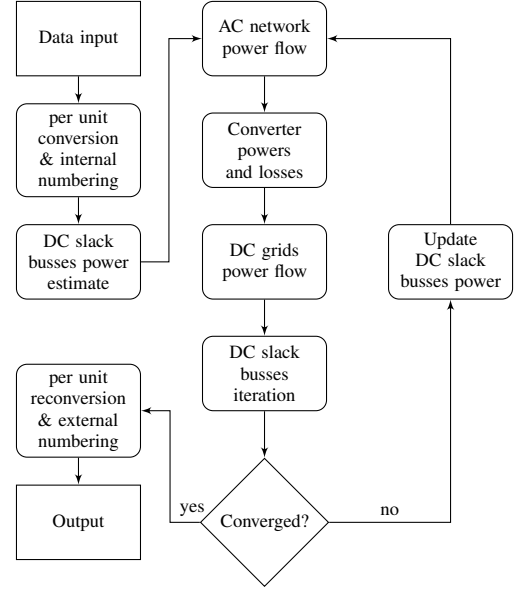 Data input
per unit
conversion
& internal
numbering
DC slack
busses power
estimate
AC network
power flow
Converter
powers
and losses
DC grids
power flow
DC slack
busses
iteration
Converged?
yes
no
Update
DC slack
busses power
per unit
reconversion
& external
numbering
Output